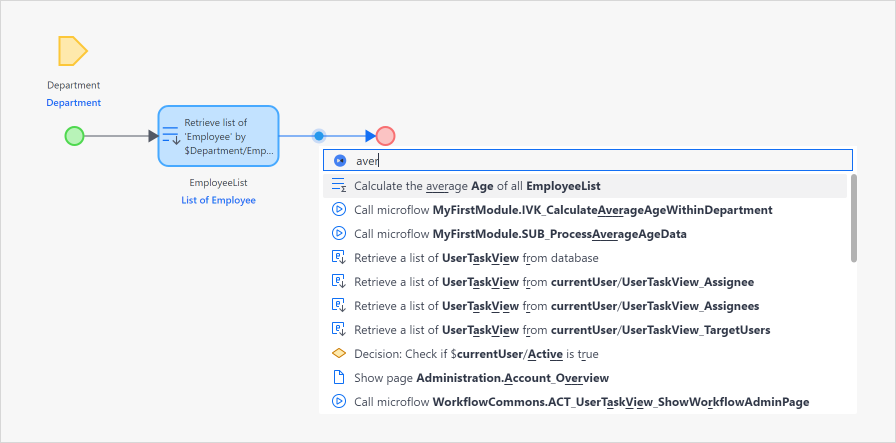 Department
Department
Retrieve list of
'Employee' by
$Department/Emp...
EmployeeList
List of Employee
aver
Calculate the average Age of all EmployeeList
Call microflow MyFirstModule.IVK_CalculateAverageAgeWithinDepartment
Call microflow MyFirstModule.SUB_ProcessAverageAgeData
Retrieve a list of UserTaskView from database
Retrieve a list of UserTaskView from currentUser/UserTaskView_Assignee
Retrieve a list of UserTaskView from currentUser/UserTaskView_Assignees
Retrieve a list of UserTaskView from currentUser/UserTaskView_TargetUsers
Decision: Check if $currentUser/Active is true
Show page Administration.Account_Overview
Call microflow WorkflowCommons.ACT_UserTaskView_ShowWorkflowAdminPage